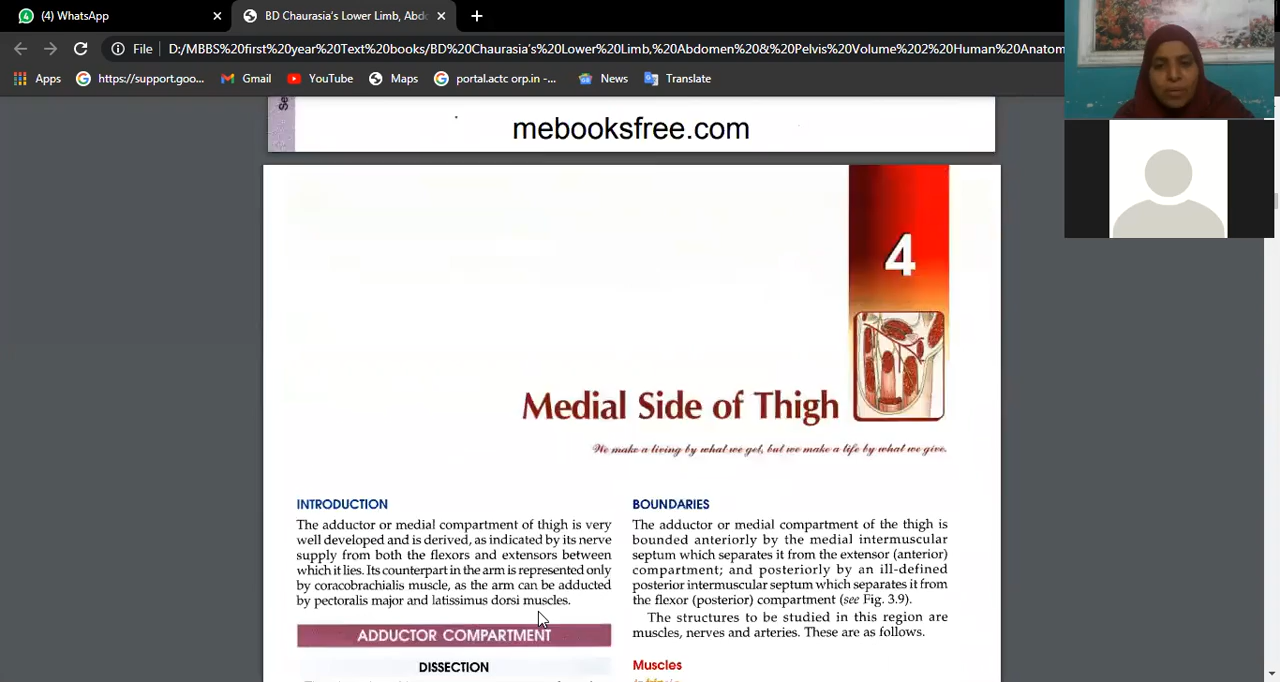 (4) WhatsApp
BD Chaurasia's Lower Limb, Abdo
File D:/MBBS%20first%20year%20Text%20books/BD%20Chaurasia's%20Lower%20Limb,%20Abdomen%20&%20Pelvis%20Volume%202%20Human%20Anatom
Apps https://support.goo... Gmail YouTube Maps portal.actc orp.in -... News Translate
Se
mebooksfree.com
4
Medial Side of Thigh
We make a living by what we get, but we make a life by what we give.
INTRODUCTION
The adductor or medial compartment of thigh is very
well developed and is derived, as indicated by its nerve
supply from both the flexors and extensors between
which it lies. Its counterpart in the arm is represented only
by coracobrachialis muscle, as the arm can be adducted
by pectoralis major and latissimus dorsi muscles.
ADDUCTOR COMPARTMENT
DISSECTION
BOUNDARIES
The adductor or medial compartment of the thigh is
bounded anteriorly by the medial intermuscular
septum which separates it from the extensor (anterior)
compartment; and posteriorly by an ill-defined
posterior intermuscular septum which separates it from
the flexor (posterior) compartment (see Fig. 3.9).
The structures to be studied in this region are
muscles, nerves and arteries. These are as follows.
Muscles